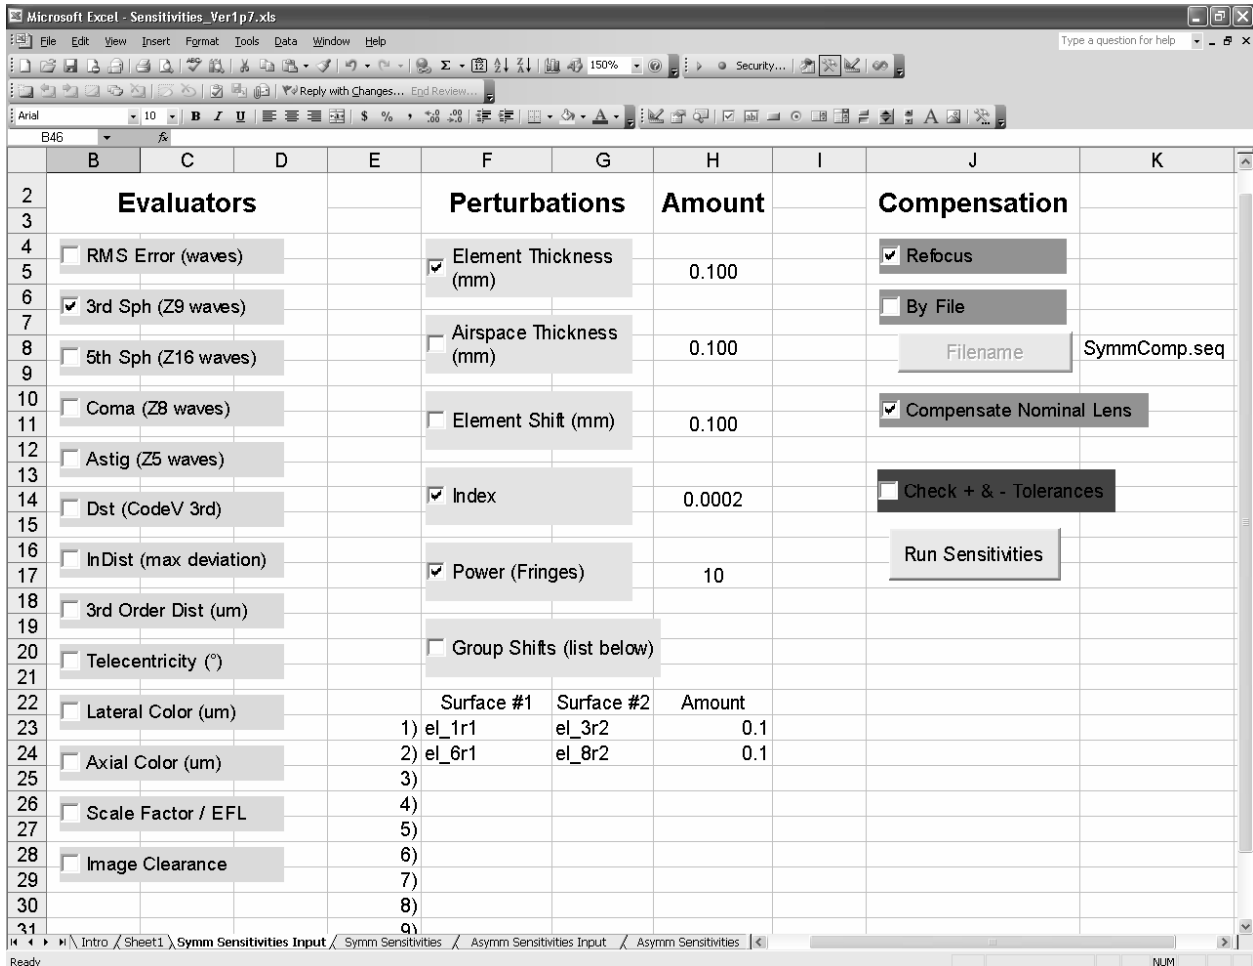 Microsoft Excel - Sensitivities_Ver1p7.xls
File Edit View Insert Format Tools Data Window Help
Type a question for help
150%
Security...
Reply with Changes... End Review...
Arial 10 B I U $ % ,
B46 fx
B C D E F G H I J K
2 Evaluators Perturbations Amount Compensation
3
4 RMS Error (waves) Element Thickness (mm) Refocus
5 0.100
6 3rd Sph (Z9 waves) By File
7 Airspace Thickness (mm)
8 5th Sph (Z16 waves) 0.100 Filename SymmComp.seq
9
10 Coma (Z8 waves) Compensate Nominal Lens
11 Element Shift (mm) 0.100
12 Astig (Z5 waves)
13 Check + & - Tolerances
14 Dst (CodeV 3rd) Index 0.0002
15
16 InDist (max deviation) Run Sensitivities
17 Power (Fringes) 10
18 3rd Order Dist (um)
19
20 Telecentricity (°) Group Shifts (list below)
21
22 Lateral Color (um) Surface #1 Surface #2 Amount
23 1) el_1r1 el_3r2 0.1
24 Axial Color (um) 2) el_6r1 el_8r2 0.1
25 3)
26 Scale Factor / EFL 4)
27 5)
28 Image Clearance 6)
29 7)
30 8)
31 9)
Intro Sheet1 Symm Sensitivities Input Symm Sensitivities Asymm Sensitivities Input Asymm Sensitivities
Ready NUM